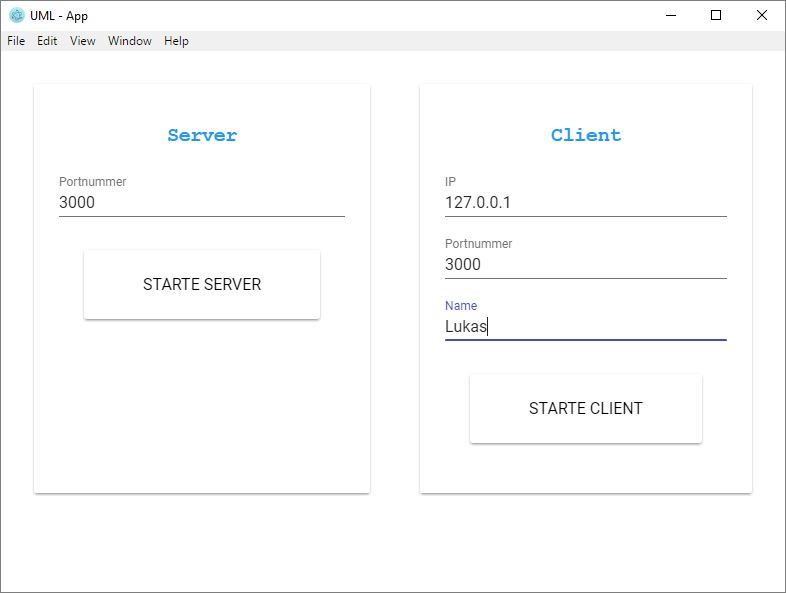 UML - App
File Edit View Window Help
Server
Portnummer
3000
STARTE SERVER
Client
IP
127.0.0.1
Portnummer
3000
Name
Lukas
STARTE CLIENT